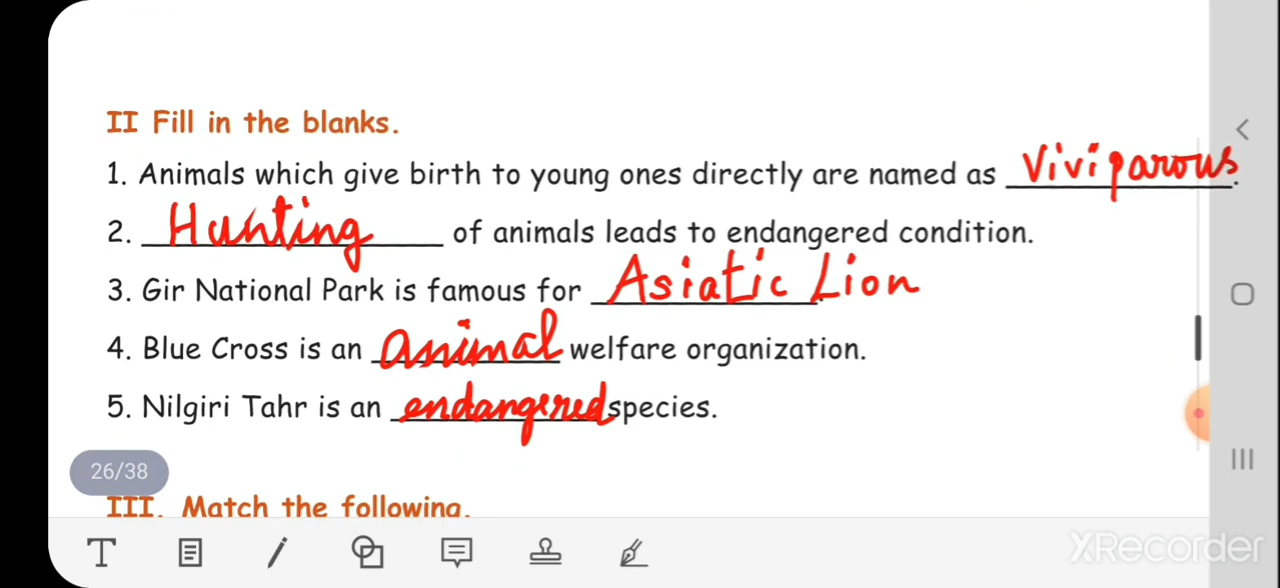 II Fill in the blanks.
1. Animals which give birth to young ones directly are named as Viviparous.
2. Hunting of animals leads to endangered condition.
3. Gir National Park is famous for Asiatic Lion.
4. Blue Cross is an animal welfare organization.
5. Nilgiri Tahr is an endangered species.
26/38
III. Match the following.
T
XRecorder